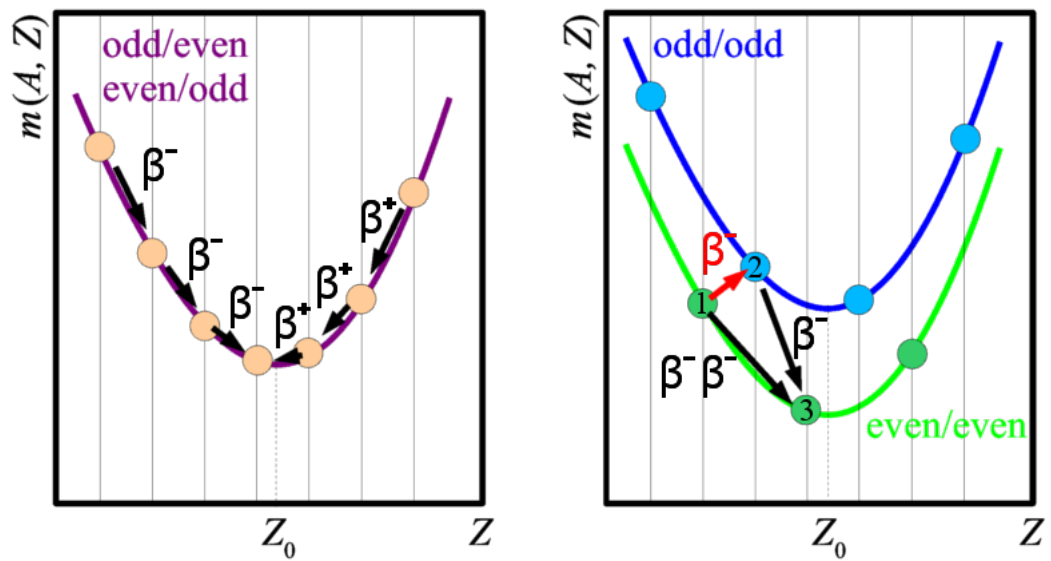 m(A, Z)
odd/even
even/odd
β⁻
β⁻
β⁻
β⁺
β⁺
β⁺
Z₀
Z
m(A, Z)
odd/odd
β⁻
2
1
β⁻
β⁻β⁻
3
even/even
Z₀
Z